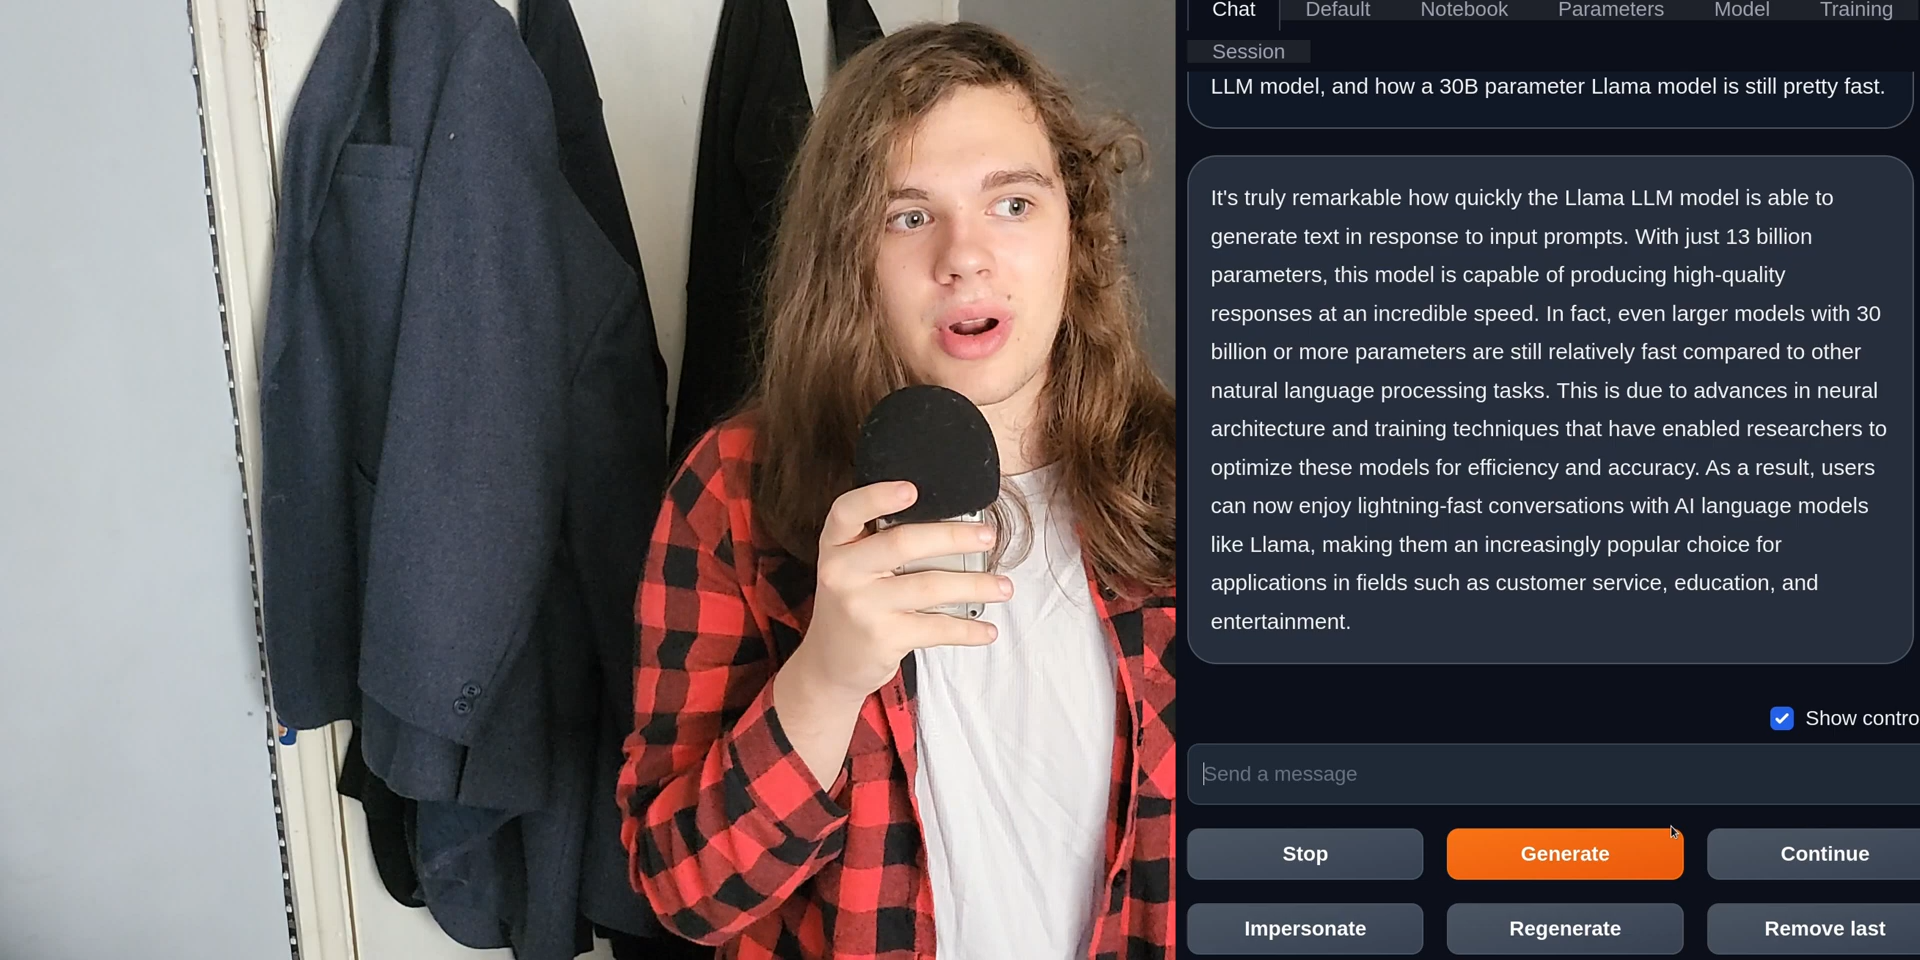 Chat Default Notebook Parameters Model Training
Session
LLM model, and how a 30B parameter Llama model is still pretty fast.
It's truly remarkable how quickly the Llama LLM model is able to
generate text in response to input prompts. With just 13 billion
parameters, this model is capable of producing high-quality
responses at an incredible speed. In fact, even larger models with 30
billion or more parameters are still relatively fast compared to other
natural language processing tasks. This is due to advances in neural
architecture and training techniques that have enabled researchers to
optimize these models for efficiency and accuracy. As a result, users
can now enjoy lightning-fast conversations with AI language models
like Llama, making them an increasingly popular choice for
applications in fields such as customer service, education, and
entertainment.
Show contro
Send a message
Stop Generate Continue
Impersonate Regenerate Remove last